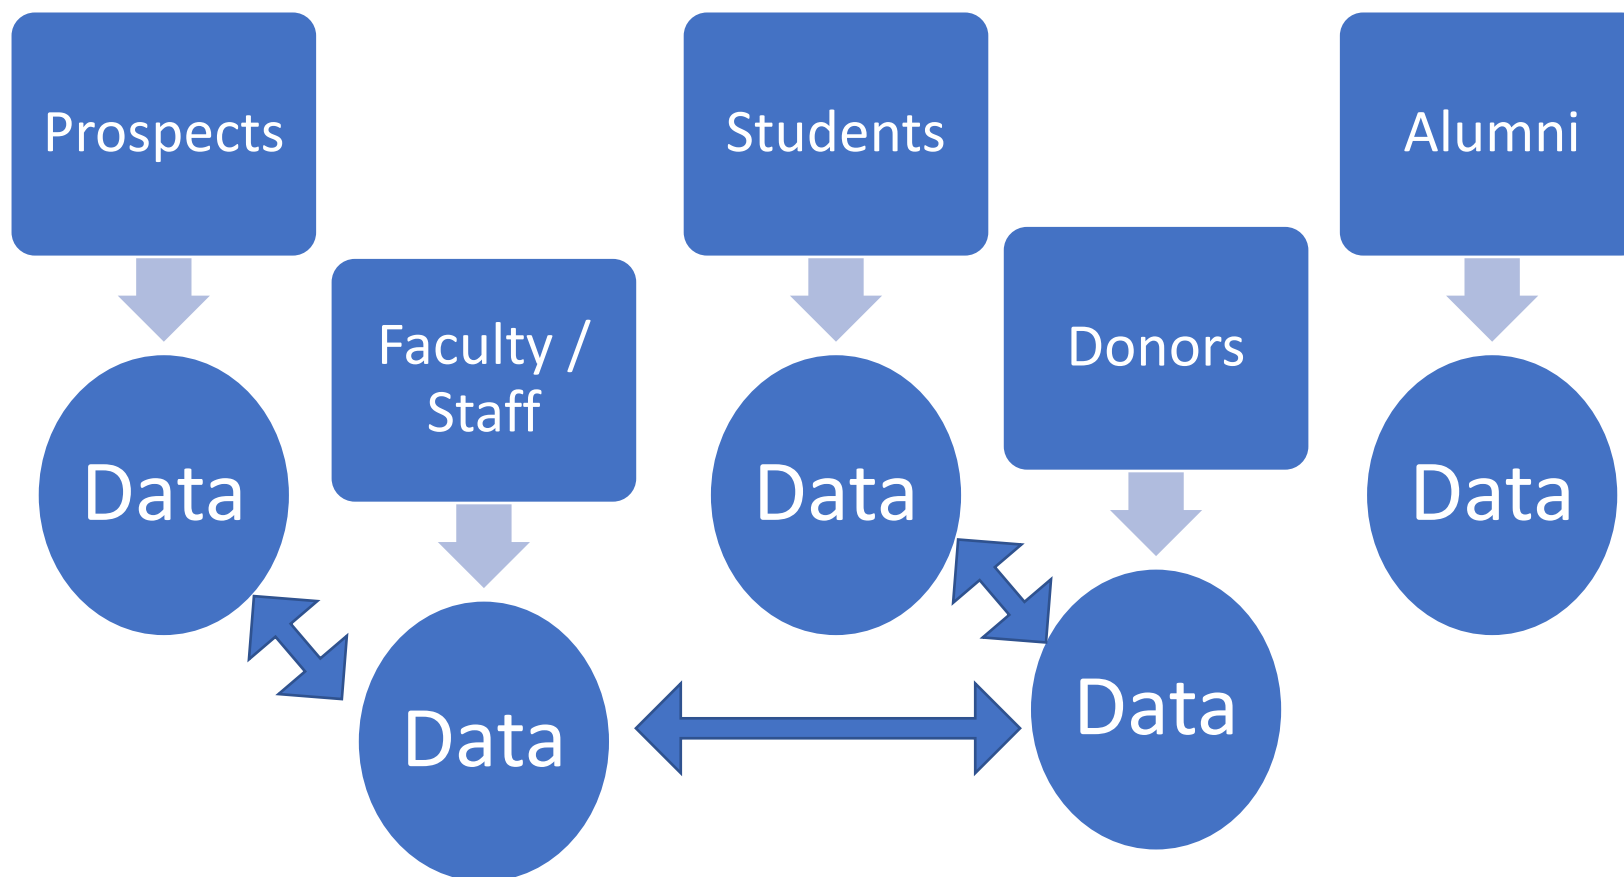 Prospects
Students
Alumni
Faculty /
Staff
Donors
Data
Data
Data
Data
Data